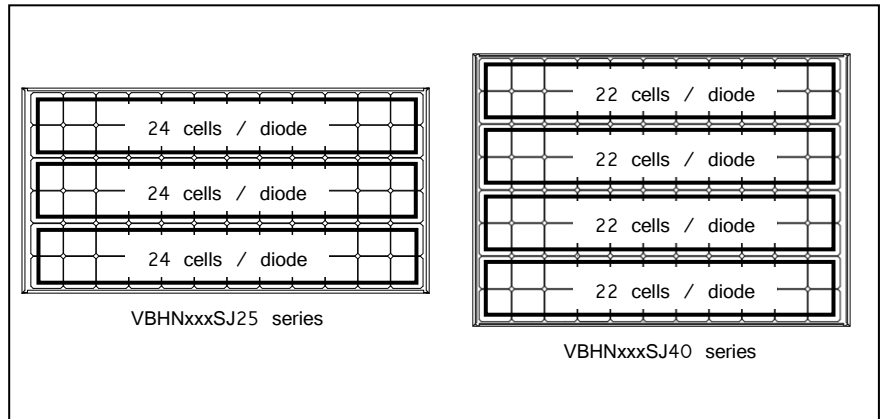 24 cells / diode
24 cells / diode
24 cells / diode
VBHNxxxSJ25 series
22 cells / diode
22 cells / diode
22 cells / diode
22 cells / diode
VBHNxxxSJ40 series